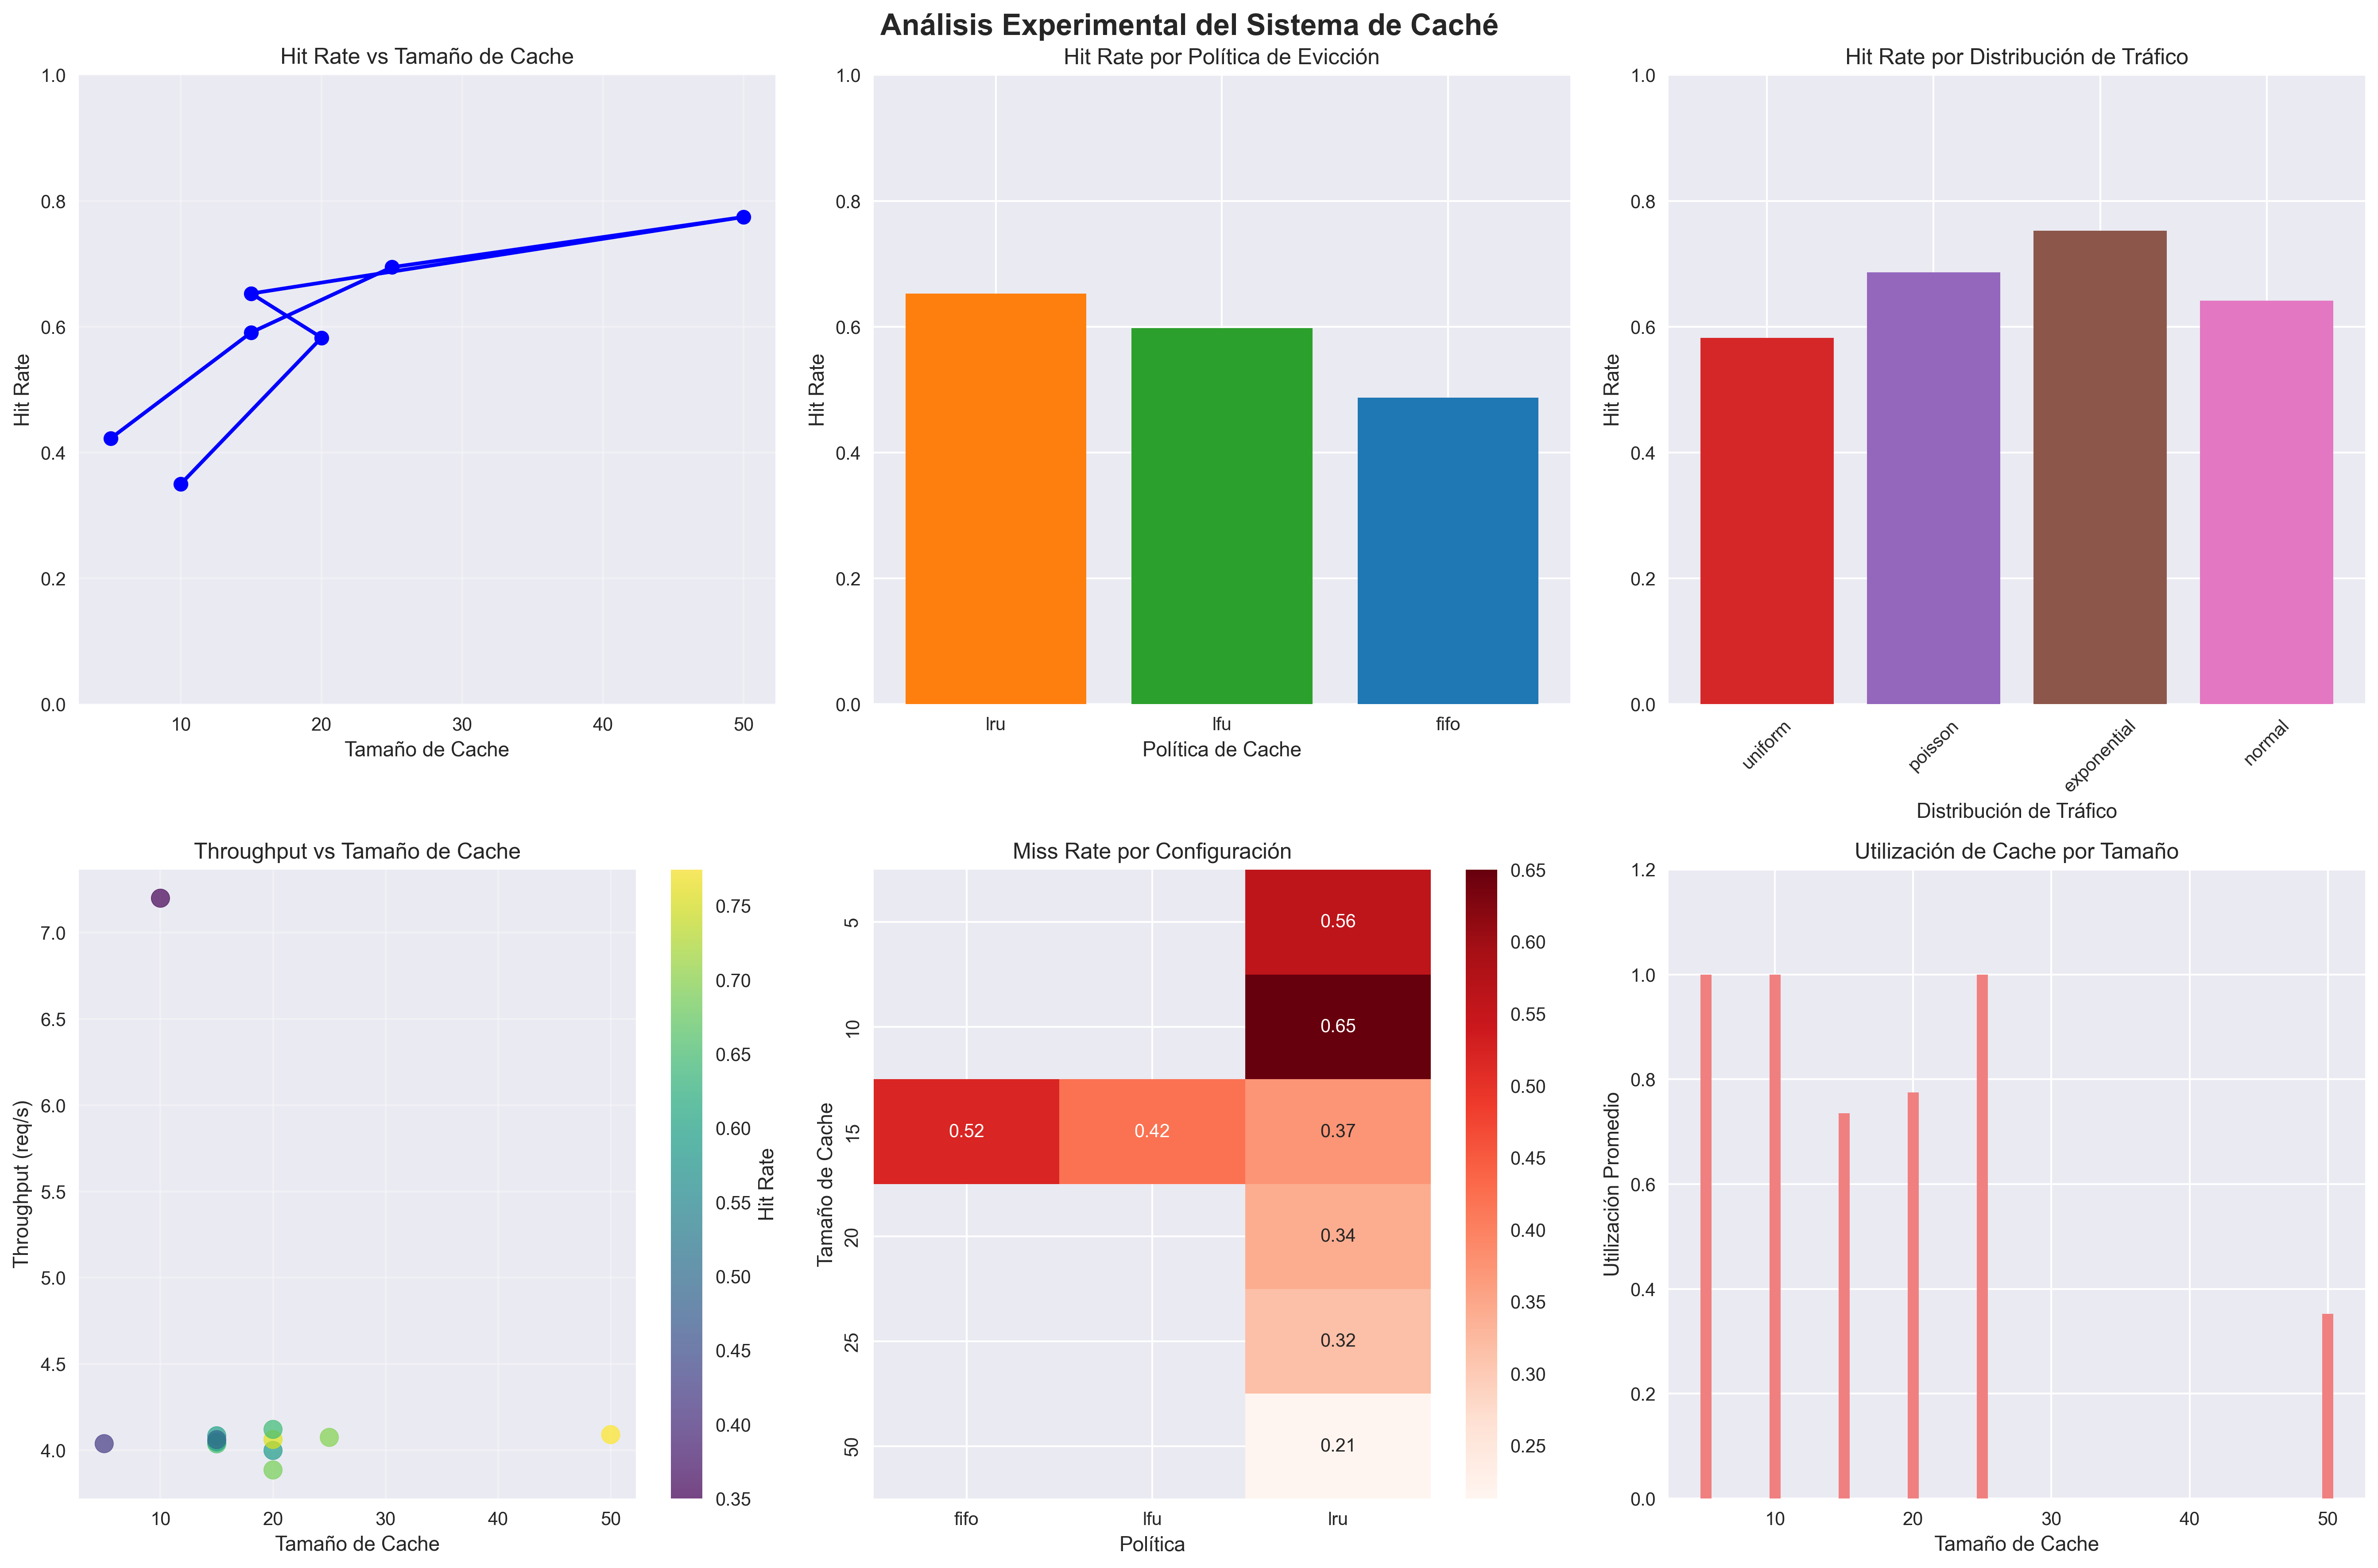 Análisis Experimental del Sistema de Caché
Hit Rate vs Tamaño de Cache
1.0
0.8
0.6
0.4
0.2
0.0
Hit Rate
10 20 30 40 50
Tamaño de Cache
Hit Rate por Política de Evicción
1.0
0.8
0.6
0.4
0.2
0.0
Hit Rate
lru lfu fifo
Política de Cache
Hit Rate por Distribución de Tráfico
1.0
0.8
0.6
0.4
0.2
0.0
Hit Rate
uniform poisson exponential normal
Distribución de Tráfico
Throughput vs Tamaño de Cache
7.0
6.5
6.0
5.5
5.0
4.5
4.0
Throughput (req/s)
10 20 30 40 50
Tamaño de Cache
0.75
0.70
0.65
0.60
0.55
0.50
0.45
0.40
0.35
Hit Rate
Miss Rate por Configuración
5 0.56
10 0.65
15 0.52 0.42 0.37
20 0.34
25 0.32
50 0.21
Tamaño de Cache
fifo lfu lru
Política
0.65
0.60
0.55
0.50
0.45
0.40
0.35
0.30
0.25
Utilización de Cache por Tamaño
1.2
1.0
0.8
0.6
0.4
0.2
0.0
Utilización Promedio
10 20 30 40 50
Tamaño de Cache